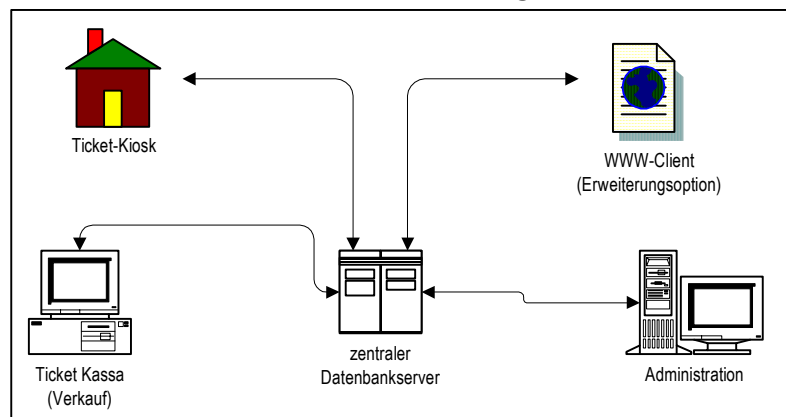 Ticket-Kiosk
WWW-Client
(Erweiterungsoption)
Ticket Kassa
(Verkauf)
zentraler
Datenbankserver
Administration